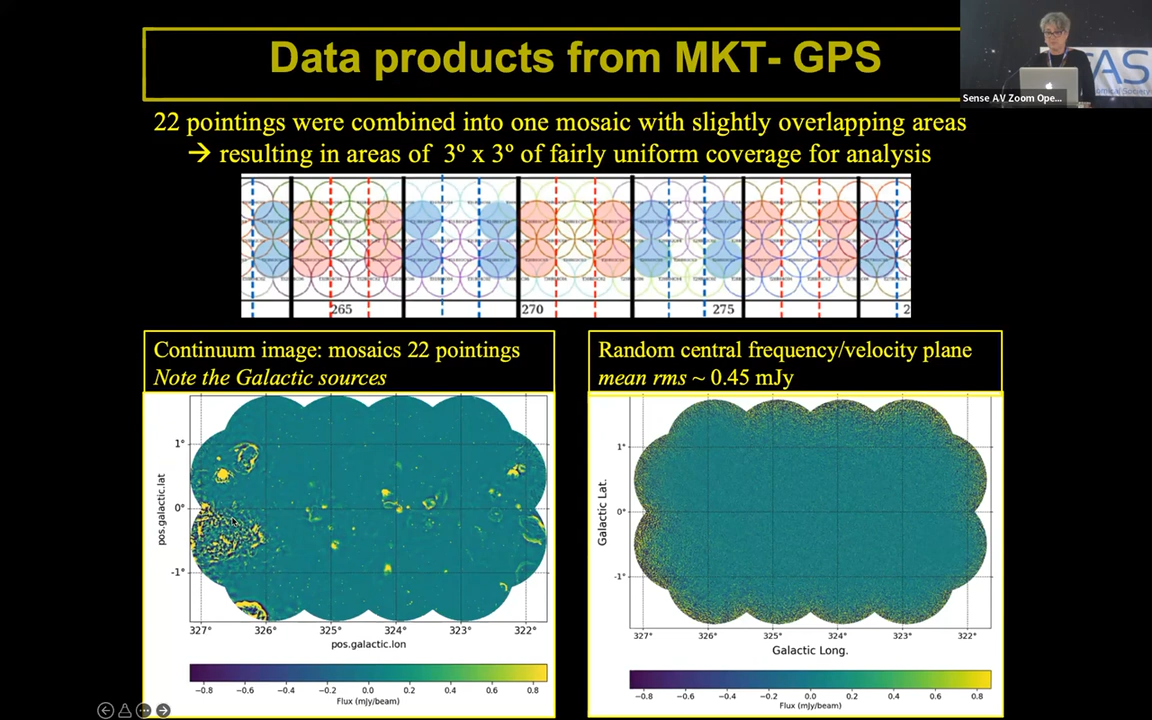 Data products from MKT- GPS
AS
Sense AV Zoom Ope...
22 pointings were combined into one mosaic with slightly overlapping areas
→ resulting in areas of 3° x 3° of fairly uniform coverage for analysis
265 270 275 2
Continuum image: mosaics 22 pointings
Note the Galactic sources
Random central frequency/velocity plane
mean rms ~ 0.45 mJy
pos.galactic.lat
1°
0°
-1°
327° 326° 325° 324° 323° 322°
pos.galactic.lon
−0.8 −0.6 −0.4 −0.2 0.0 0.2 0.4 0.6 0.8
Flux (mJy/beam)
Galactic Lat.
1°
0°
-1°
327° 326° 325° 324° 323° 322°
Galactic Long.
−0.8 −0.6 −0.4 −0.2 0.0 0.2 0.4 0.6 0.8
Flux (mJy/beam)